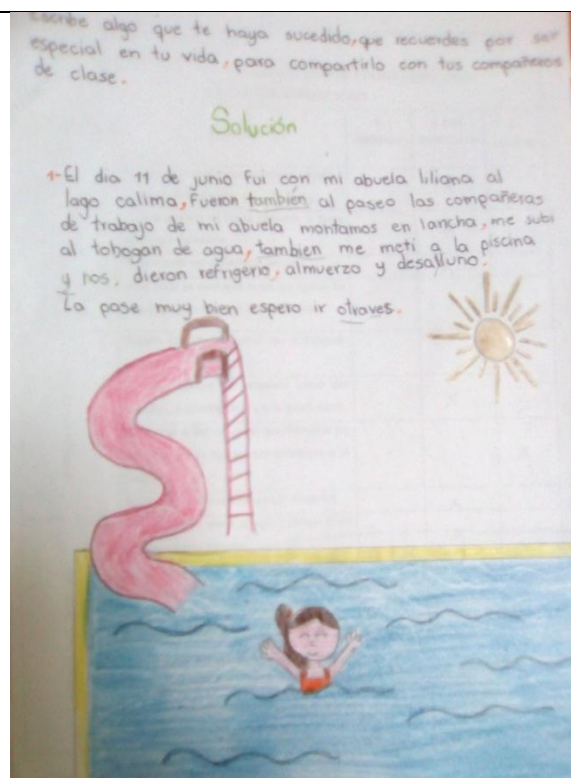 Escribe algo que te haya sucedido, que recuerdes por ser
especial en tu vida, para compartirlo con tus compañeros
de clase.
Solución
1-El dia 11 de junio Fui con mi abuela liliana al
lago calima, Fueron también al paseo las compañeras
de trabajo de mi abuela montamos en lancha, me subi
al tobogan de agua, tambien me metí a la piscina
y nos, dieron refrigerio, almuerzo y desalluno.
La pase muy bien espero ir otraves.